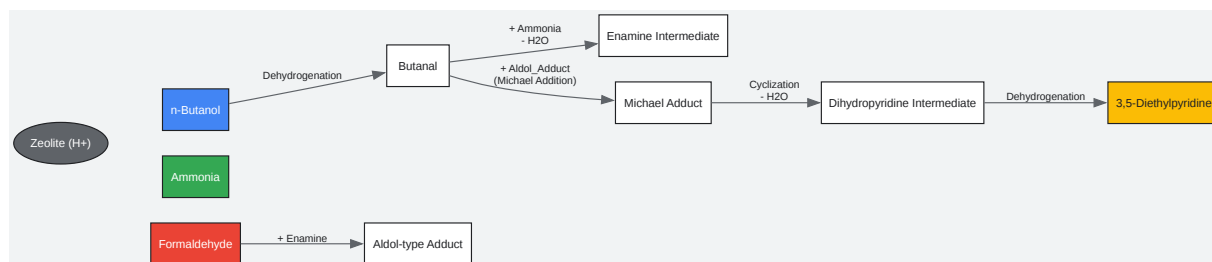 + Ammonia
- H2O
Enamine Intermediate
Dehydrogenation
Butanal
+ Aldol_Adduct
(Michael Addition)
n-Butanol
Michael Adduct
Cyclization
- H2O
Dihydropyridine Intermediate
Dehydrogenation
3,5-Diethylpyridine
Zeolite (H+)
Ammonia
Formaldehyde
+ Enamine
Aldol-type Adduct